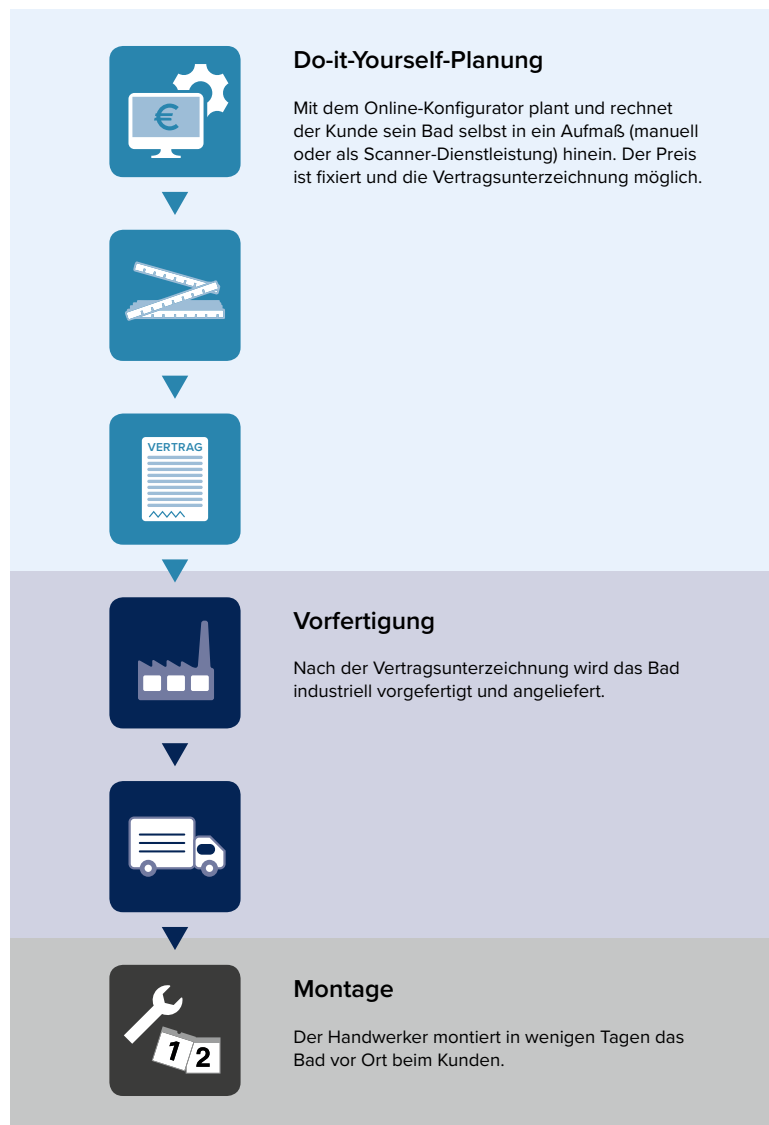 €
Do-it-Yourself-Planung
Mit dem Online-Konfigurator plant und rechnet
der Kunde sein Bad selbst in ein Aufmaß (manuell
oder als Scanner-Dienstleistung) hinein. Der Preis
ist fixiert und die Vertragsunterzeichnung möglich.
VERTRAG
Vorfertigung
Nach der Vertragsunterzeichnung wird das Bad
industriell vorgefertigt und angeliefert.
Montage
Der Handwerker montiert in wenigen Tagen das
Bad vor Ort beim Kunden.
1 2